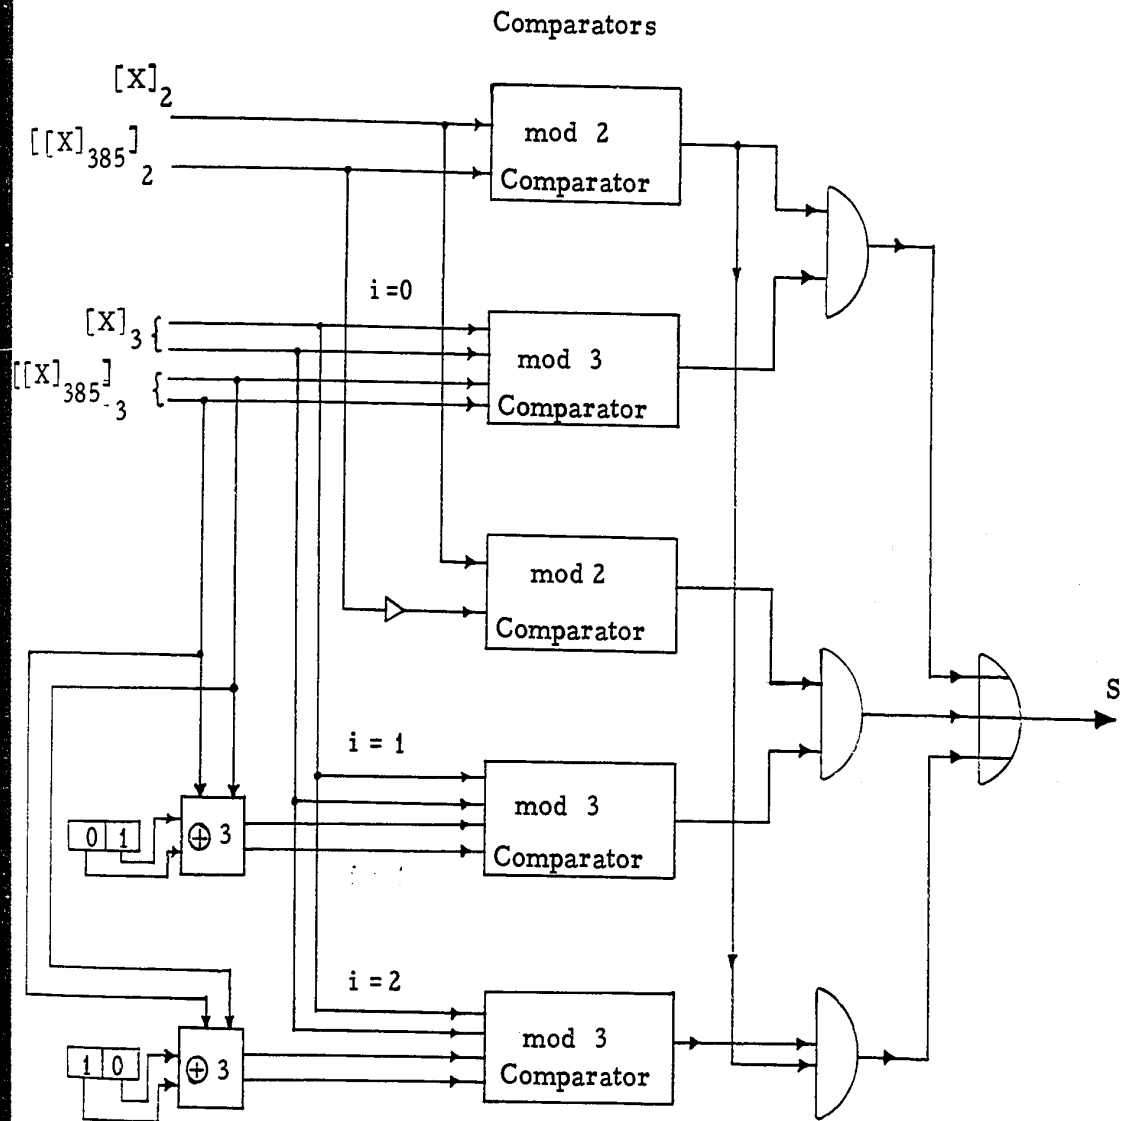 Comparators
[X]2
[[X]385]2
mod 2
Comparator
i=0
[X]3
[[X]385]3
mod 3
Comparator
mod 2
Comparator
S
i = 1
mod 3
Comparator
0 1
⊕ 3
i = 2
mod 3
Comparator
1 0
⊕ 3